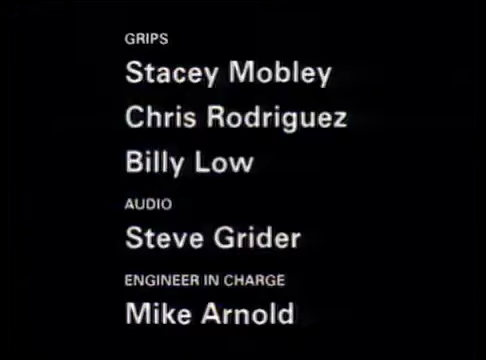 GRIPS
Stacey Mobley
Chris Rodriguez
Billy Low
AUDIO
Steve Grider
ENGINEER IN CHARGE
Mike Arnold